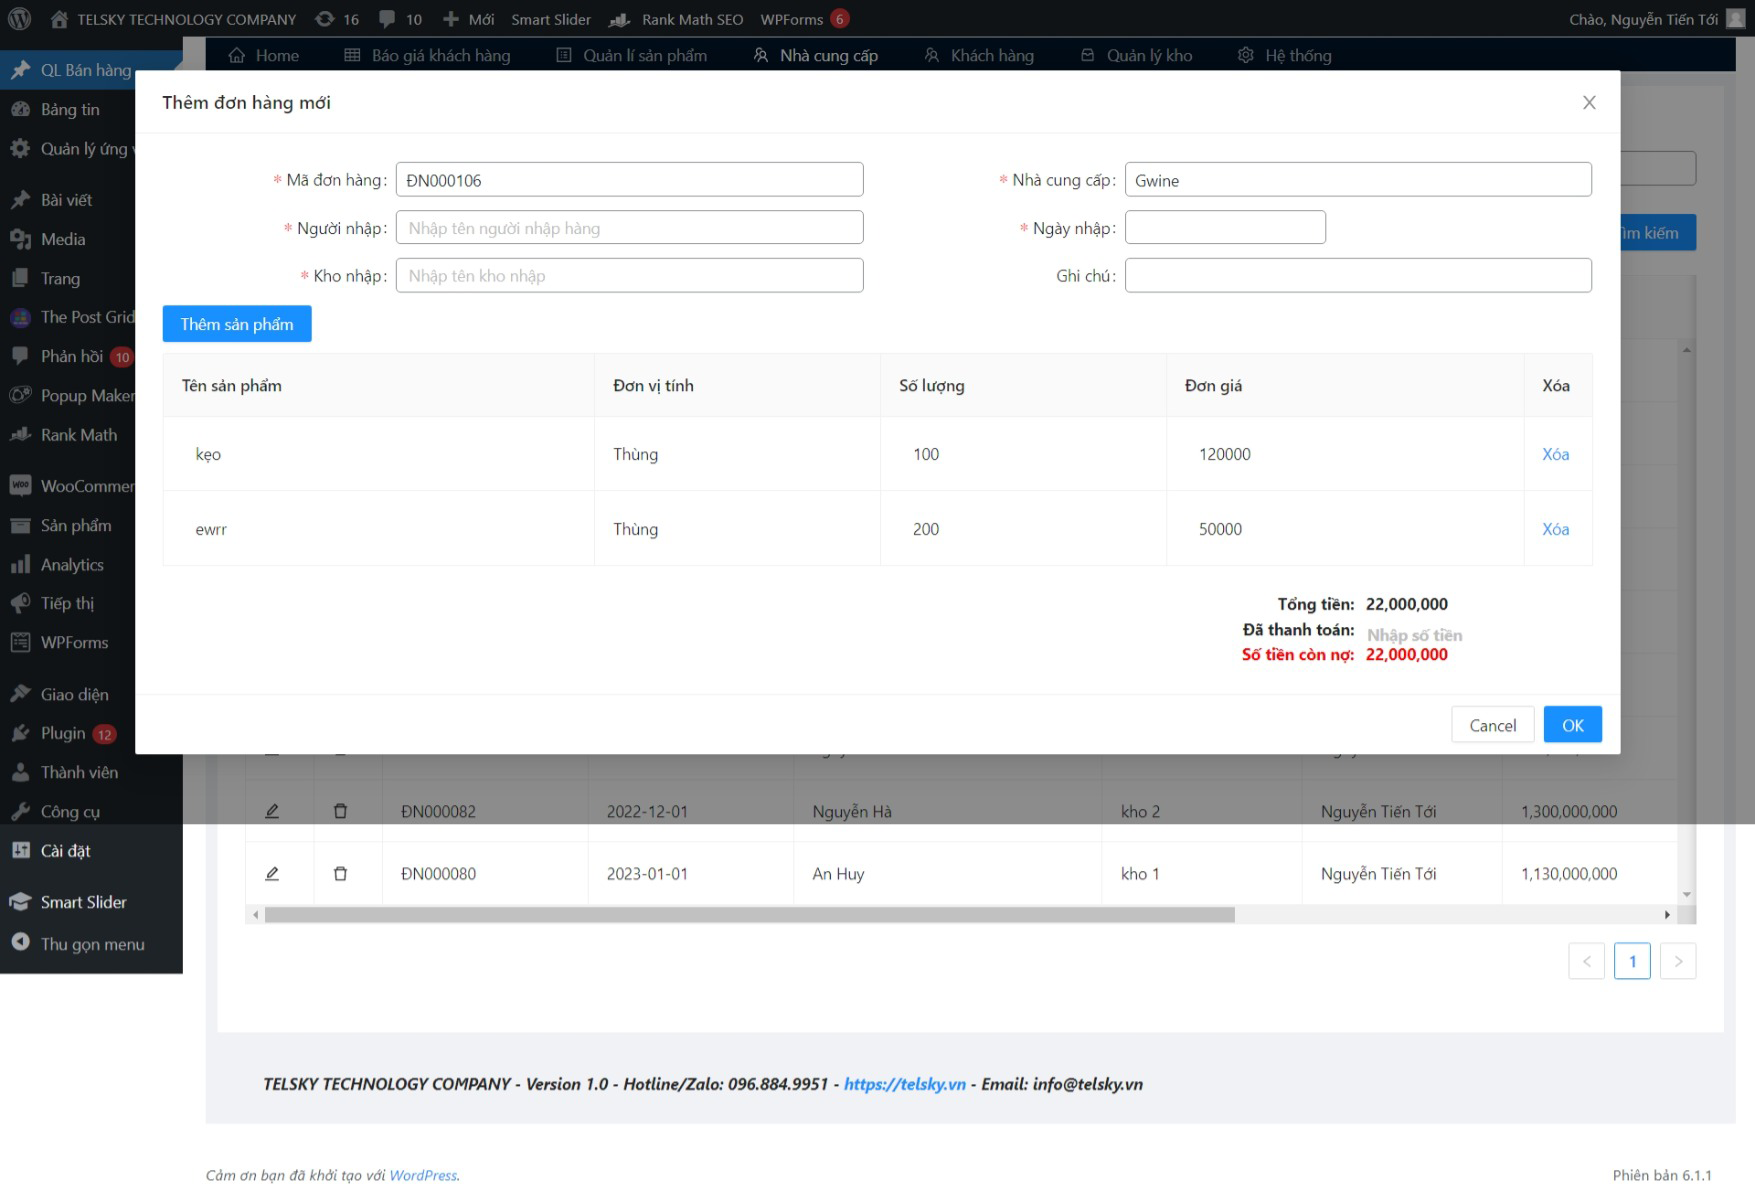 TELSKY TECHNOLOGY COMPANY 16 10 Mới Smart Slider Rank Math SEO WPForms 6 Chào, Nguyễn Tiến Tới
Home Báo giá khách hàng Quản lí sản phẩm Nhà cung cấp Khách hàng Quản lý kho Hệ thống
QL Bán hàng
Bảng tin
Quản lý ứng
Bài viết
Media
Trang
The Post Grid
Phản hồi 10
Popup Maker
Rank Math
WooCommer
Sản phẩm
Analytics
Tiếp thị
WPForms
Giao diện
Plugin 12
Thành viên
Công cụ
Cài đặt
Smart Slider
Thu gọn menu
Thêm đơn hàng mới
* Mã đơn hàng: ĐN000106 * Nhà cung cấp: Gwine
* Người nhập: Nhập tên người nhập hàng * Ngày nhập:
* Kho nhập: Nhập tên kho nhập Ghi chú:
ìm kiếm
Thêm sản phẩm
Tên sản phẩm Đơn vị tính Số lượng Đơn giá Xóa
kẹo Thùng 100 120000 Xóa
ewrr Thùng 200 50000 Xóa
Tổng tiền: 22,000,000
Đã thanh toán: Nhập số tiền
Số tiền còn nợ: 22,000,000
Cancel OK
ĐN000082 2022-12-01 Nguyễn Hà kho 2 Nguyễn Tiến Tới 1,300,000,000
ĐN000080 2023-01-01 An Huy kho 1 Nguyễn Tiến Tới 1,130,000,000
< 1 >
TELSKY TECHNOLOGY COMPANY - Version 1.0 - Hotline/Zalo: 096.884.9951 - https://telsky.vn - Email: info@telsky.vn
Cảm ơn bạn đã khởi tạo với WordPress. Phiên bản 6.1.1